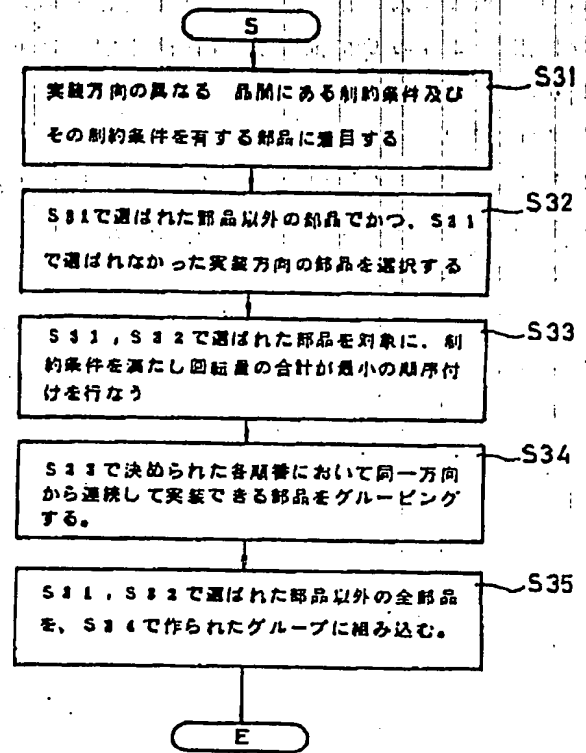 S
S31
実装方向の異なる 品間にある制約条件及び
その制約条件を有する部品に着目する
S32
S31で選ばれた部品以外の部品でかつ、S31
で選ばれなかった実装方向の部品を選択する
S33
S31，S32で選ばれた部品を対象に、制
約条件を満たし回転量の合計が最小の順序付
けを行なう
S34
S33で決められた各順番において同一方向
から連続して実装できる部品をグルーピング
する。
S35
S31，S32で選ばれた部品以外の全部品
を、S34で作られたグループに組み込む。
E